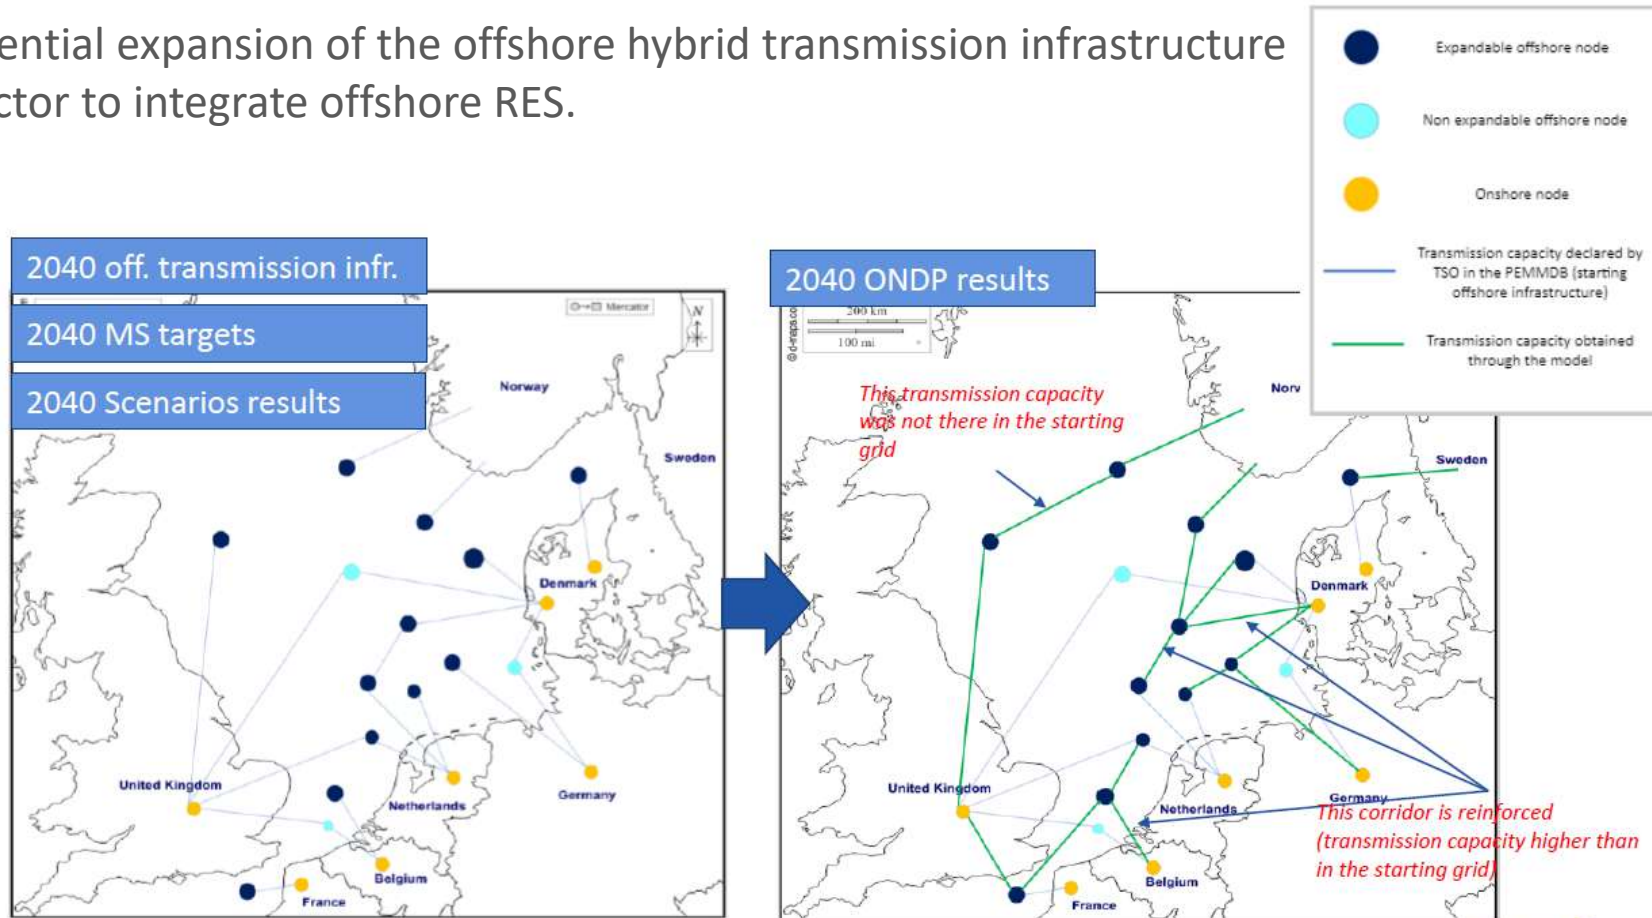 ential expansion of the offshore hybrid transmission infrastructure
ctor to integrate offshore RES.
Expandable offshore node
Non expandable offshore node
Onshore node
Transmission capacity declared by
TSO in the PEMMDB (starting
offshore infrastructure)
Transmission capacity obtained
through the model
2040 off. transmission infr.
2040 MS targets
2040 Scenarios results
Mercator
N
Norway
Sweden
Denmark
United Kingdom
Netherlands
Germany
Belgium
France
2040 ONDP results
200 km
100 mi
© d-maps.co
This transmission capacity
was not there in the starting
grid
Norv
Sweden
Denmark
United Kingdom
Netherlands
Germany
This corridor is reinforced
(transmission capacity higher than
in the starting grid)
Belgium
France